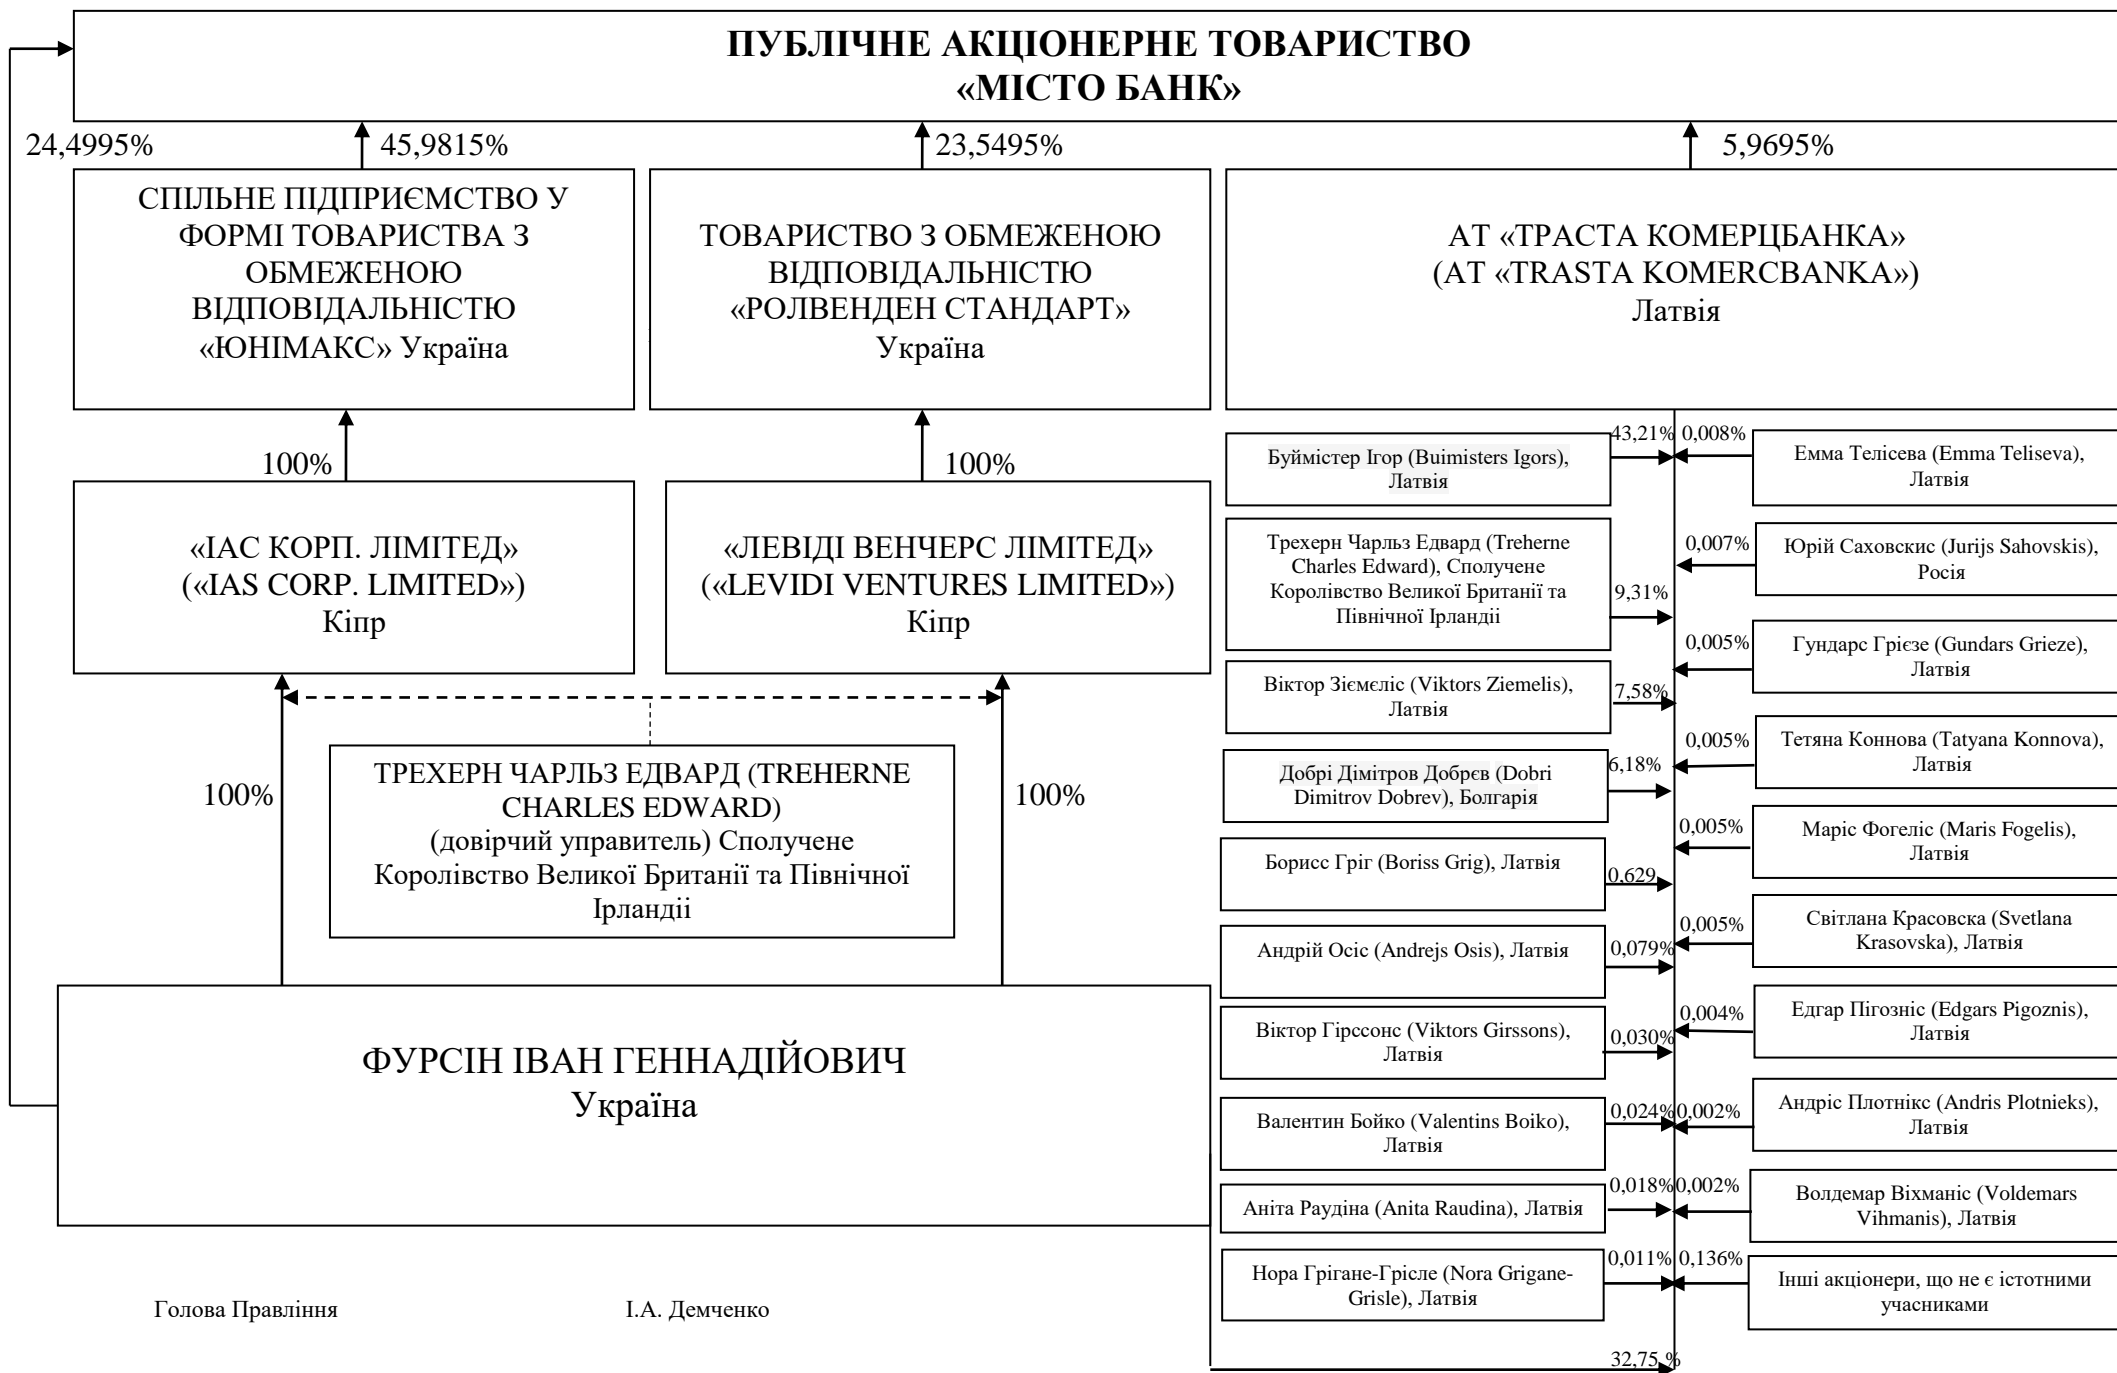 ПУБЛІЧНЕ АКЦІОНЕРНЕ ТОВАРИСТВО
«МІСТО БАНК»
24,4995%
45,9815%
23,5495%
5,9695%
СПІЛЬНЕ ПІДПРИЄМСТВО У
ФОРМІ ТОВАРИСТВА З
ОБМЕЖЕНОЮ
ВІДПОВІДАЛЬНІСТЮ
«ЮНІМАКС» Україна
ТОВАРИСТВО З ОБМЕЖЕНОЮ
ВІДПОВІДАЛЬНІСТЮ
«РОЛВЕНДЕН СТАНДАРТ»
Україна
АТ «ТРАСТА КОМЕРЦБАНКА»
(АТ «TRASTA KOMERCBANKA»)
Латвія
100%
100%
«ІАС КОРП. ЛІМІТЕД»
(«IAS CORP. LIMITED»)
Кіпр
«ЛЕВІДІ ВЕНЧЕРС ЛІМІТЕД»
(«LEVIDI VENTURES LIMITED»)
Кіпр
100%
ТРЕХЕРН ЧАРЛЬЗ ЕДВАРД (TREHERNE
CHARLES EDWARD)
(довірчий управитель) Сполучене
Королівство Великої Британії та Північної
Ірландіі
100%
ФУРСІН ІВАН ГЕННАДІЙОВИЧ
Україна
Буймістер Ігор (Buimisters Igors),
Латвія
43,21%
Трехерн Чарльз Едвард (Treherne
Charles Edward), Сполучене
Королівство Великої Британії та
Північної Ірландіі
9,31%
Віктор Зіємєліс (Viktors Ziemelis),
Латвія
7,58%
Добрі Дімітров Добрєв (Dobri
Dimitrov Dobrev), Болгарія
6,18%
Борисс Гріг (Boriss Grig), Латвія
0,629
Андрій Осіс (Andrejs Osis), Латвія
0,079%
Віктор Гірссонс (Viktors Girssons),
Латвія
0,030%
Валентин Бойко (Valentins Boiko),
Латвія
0,024%
Аніта Раудіна (Anita Raudina), Латвія
0,018%
Нора Грігане-Грісле (Nora Grigane-
Grisle), Латвія
0,011%
0,008%
Емма Телісева (Emma Teliseva),
Латвія
0,007%
Юрій Саховскис (Jurijs Sahovskis),
Росія
0,005%
Гундарс Грієзе (Gundars Grieze),
Латвія
0,005%
Тетяна Коннова (Tatyana Konnova),
Латвія
0,005%
Маріс Фогеліс (Maris Fogelis),
Латвія
0,005%
Світлана Красовска (Svetlana
Krasovska), Латвія
0,004%
Едгар Пігозніс (Edgars Pigoznis),
Латвія
0,002%
Андріс Плотнікс (Andris Plotnieks),
Латвія
0,002%
Волдемар Віхманіс (Voldemars
Vihmanis), Латвія
0,136%
Інші акціонери, що не є істотними
учасниками
32,75 %
Голова Правління
І.А. Демченко